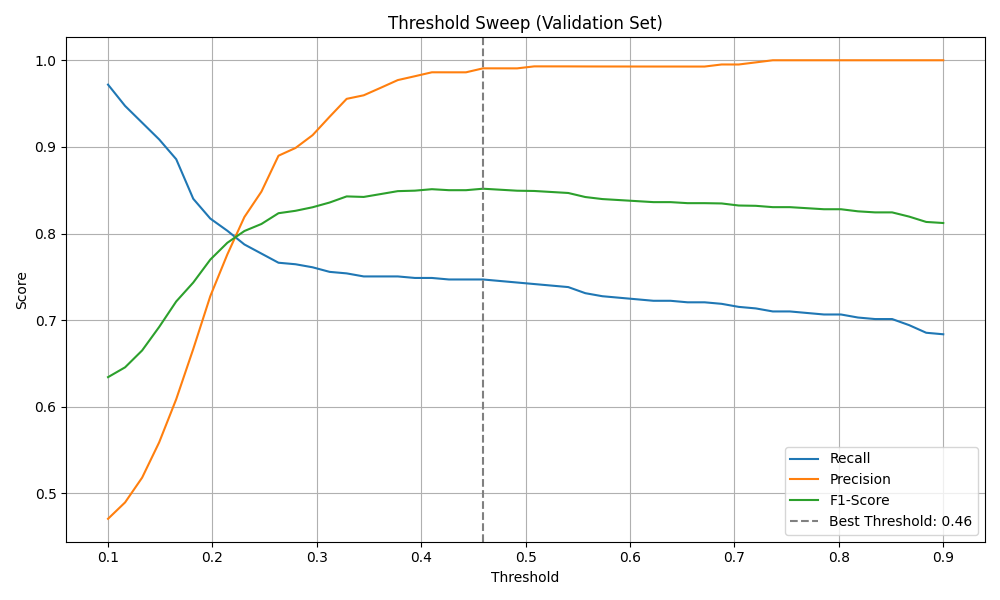 Threshold Sweep (Validation Set)
Score
1.0
0.9
0.8
0.7
0.6
0.5
0.1 0.2 0.3 0.4 0.5 0.6 0.7 0.8 0.9
Threshold
Recall
Precision
F1-Score
Best Threshold: 0.46